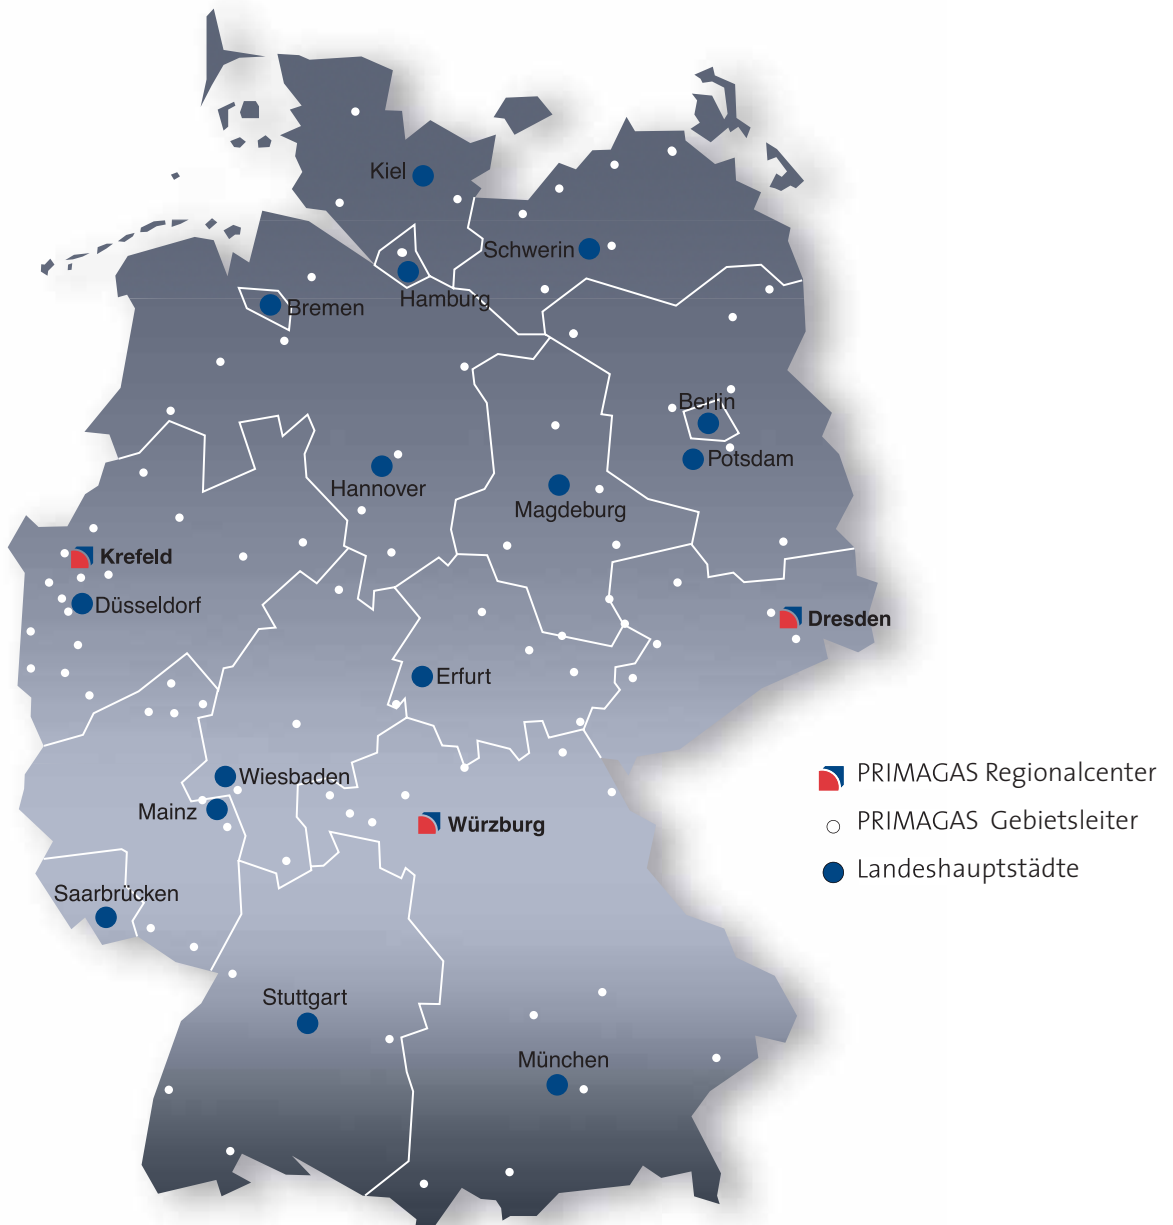 Kiel
Schwerin
Hamburg
Bremen
Berlin
Potsdam
Hannover
Magdeburg
Krefeld
Düsseldorf
Dresden
Erfurt
PRIMAGAS Regionalcenter
Wiesbaden
Mainz
Würzburg
PRIMAGAS Gebietsleiter
Landeshauptstädte
Saarbrücken
Stuttgart
München